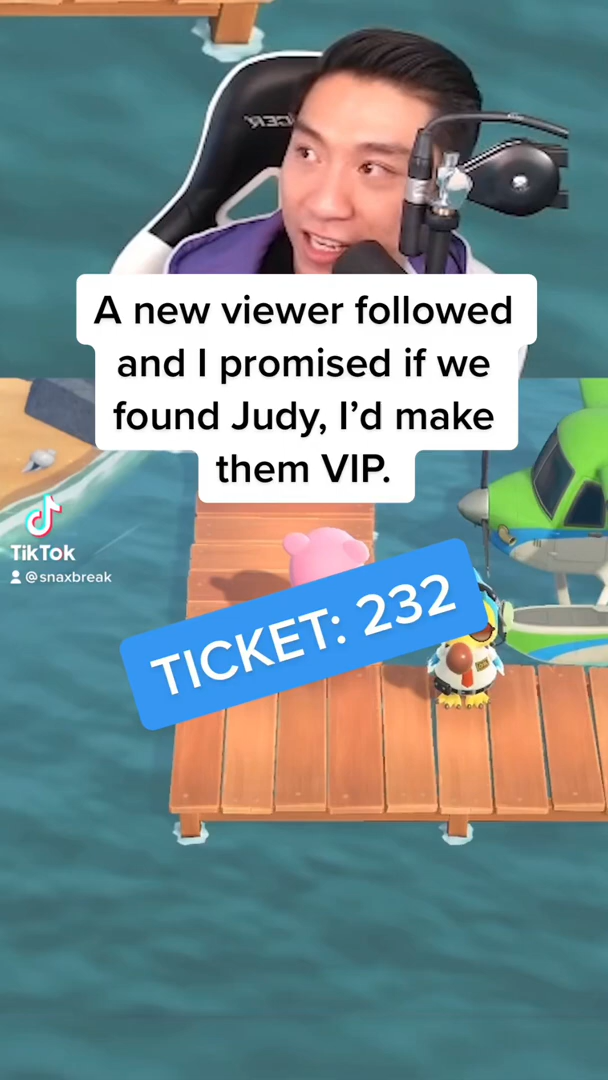 A new viewer followed
and I promised if we
found Judy, I’d make
them VIP.
TikTok
@snaxbreak
TICKET: 232